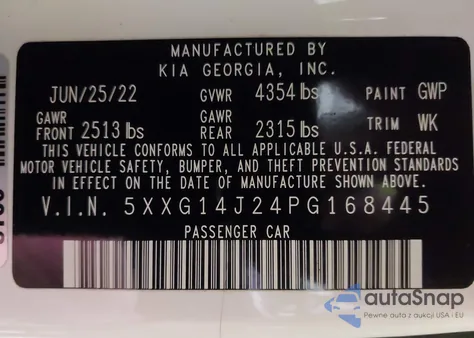 MANUFACTURED BY
KIA GEORGIA, INC.
JUN/25/22 GVWR 4354 lbs PAINT GWP
GAWR FRONT 2513 lbs GAWR REAR 2315 lbs TRIM WK
THIS VEHICLE CONFORMS TO ALL APPLICABLE U.S.A. FEDERAL
MOTOR VEHICLE SAFETY, BUMPER, AND THEFT PREVENTION STANDARDS
IN EFFECT ON THE DATE OF MANUFACTURE SHOWN ABOVE.
V.I.N. 5XXG14J24PG168445
PASSENGER CAR
autaSnap
Pewne auta z aukcji USA i EU